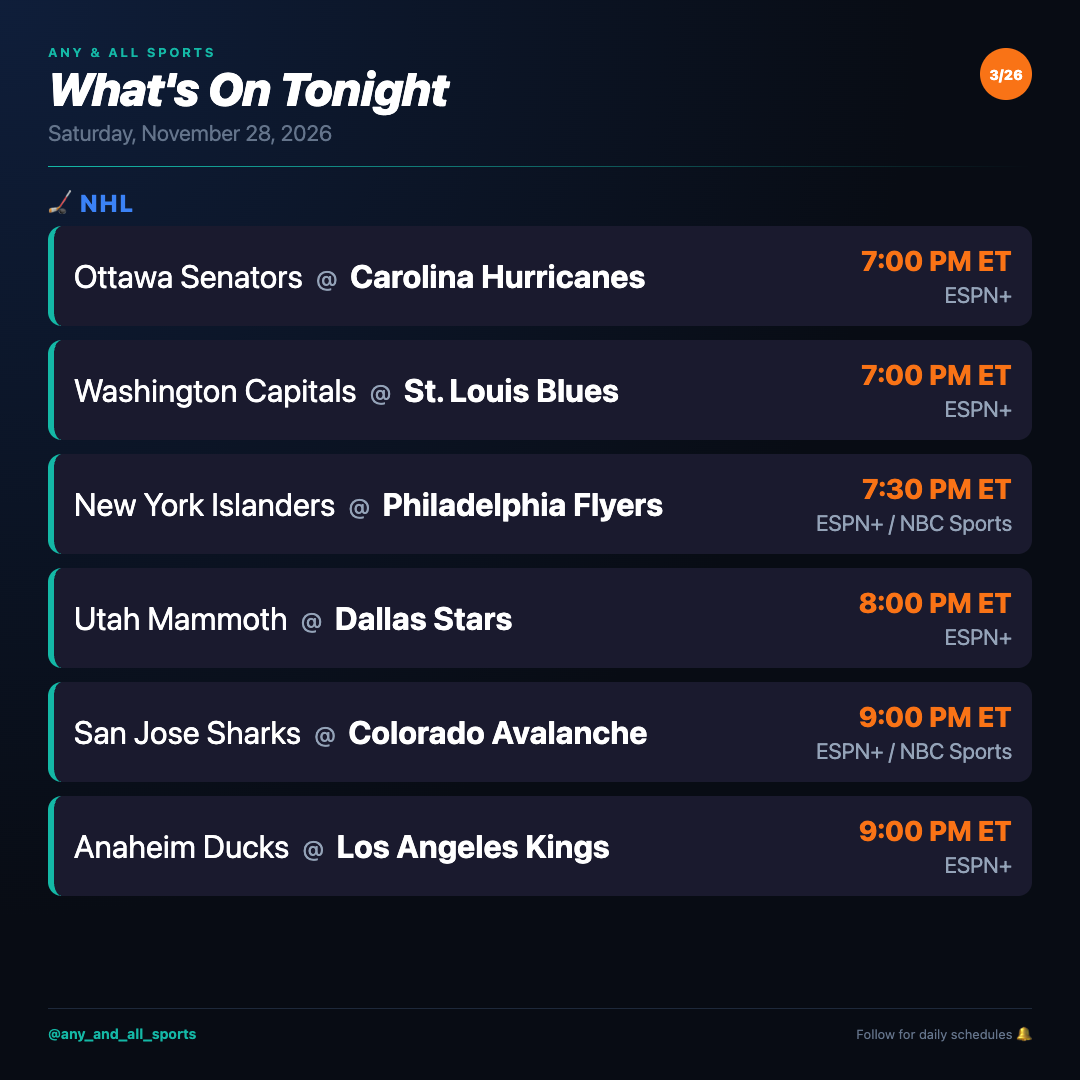 ANY & ALL SPORTS
What's On Tonight
3/26
Saturday, November 28, 2026
NHL
Ottawa Senators @ Carolina Hurricanes
7:00 PM ET
ESPN+
Washington Capitals @ St. Louis Blues
7:00 PM ET
ESPN+
New York Islanders @ Philadelphia Flyers
7:30 PM ET
ESPN+ / NBC Sports
Utah Mammoth @ Dallas Stars
8:00 PM ET
ESPN+
San Jose Sharks @ Colorado Avalanche
9:00 PM ET
ESPN+ / NBC Sports
Anaheim Ducks @ Los Angeles Kings
9:00 PM ET
ESPN+
@any_and_all_sports
Follow for daily schedules